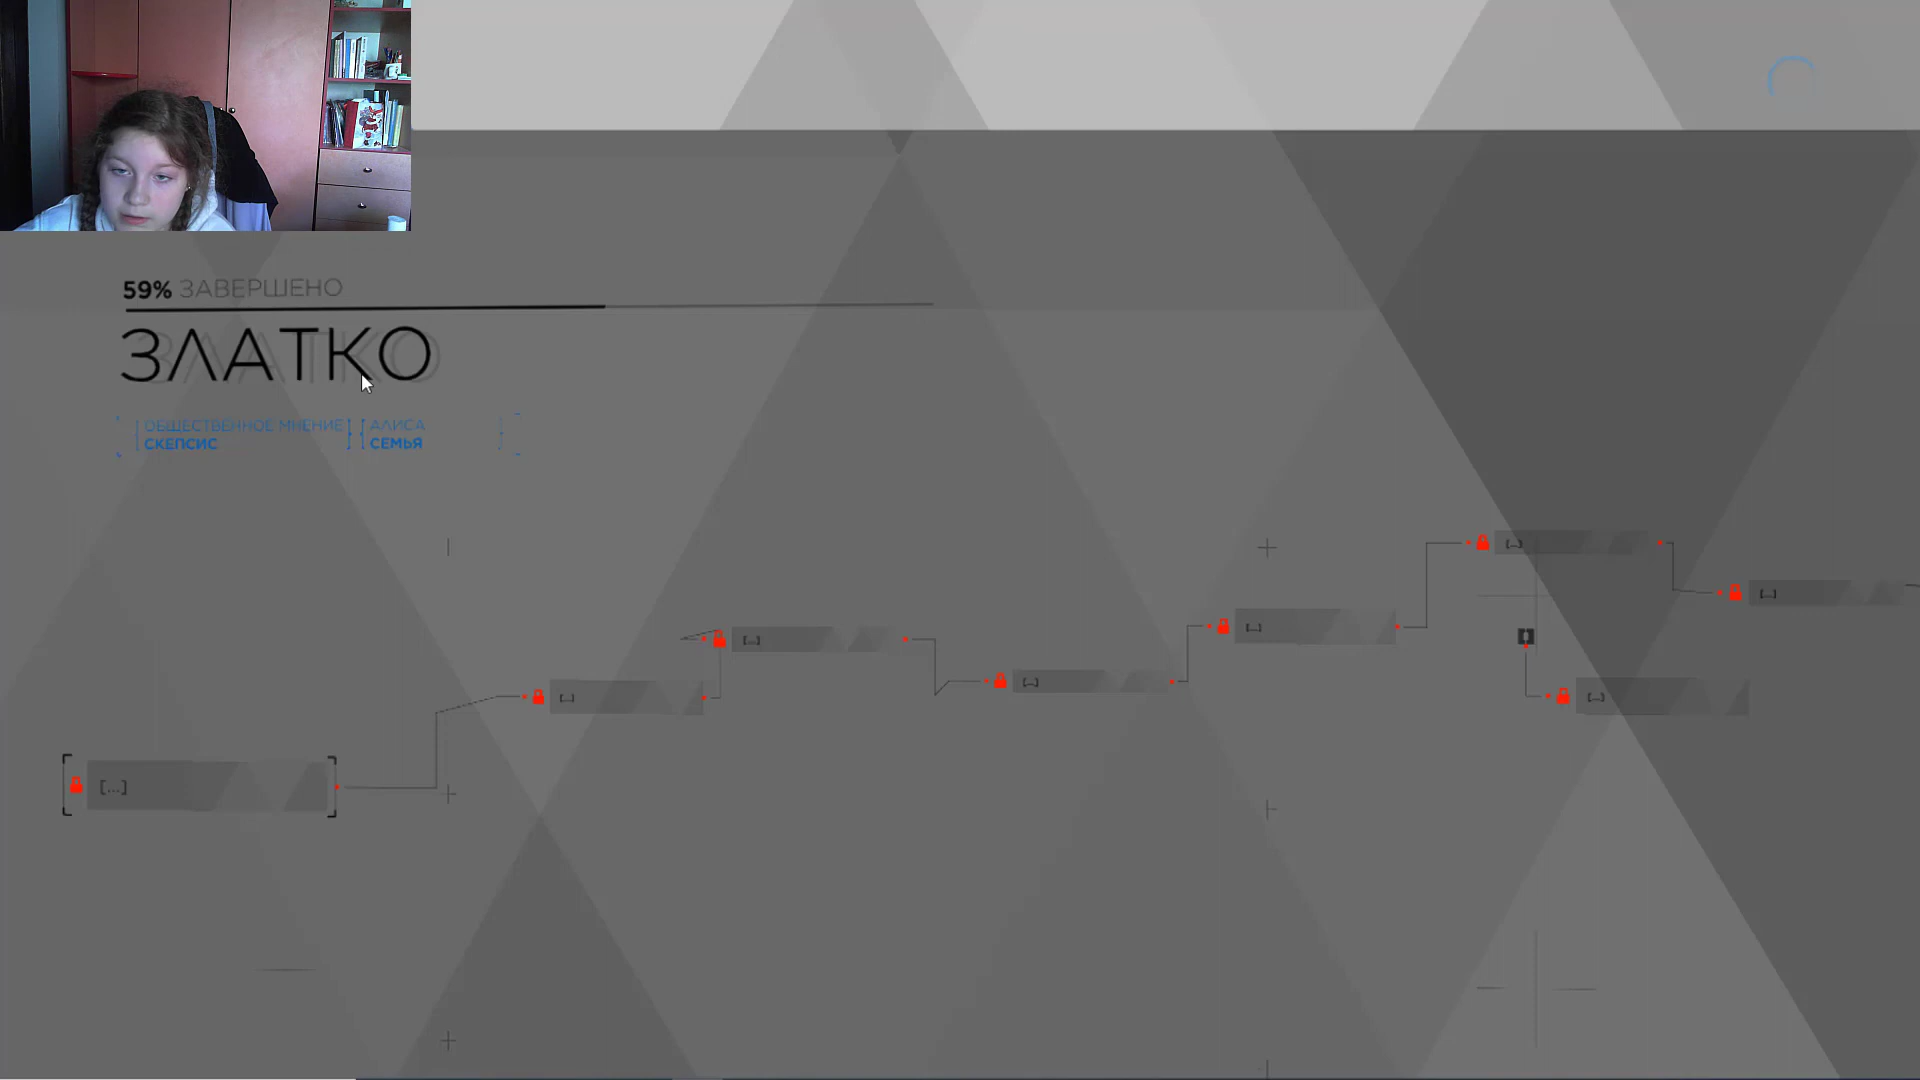 59% ЗАВЕРШЕНО
ЗЛАТКО
ОБЩЕСТВЕННОЕ МНЕНИЕ
СКЕПСИС
АЛИСА
СЕМЬЯ
[...]
[...]
[...]
[...]
[...]
[...]
[...]
[...]